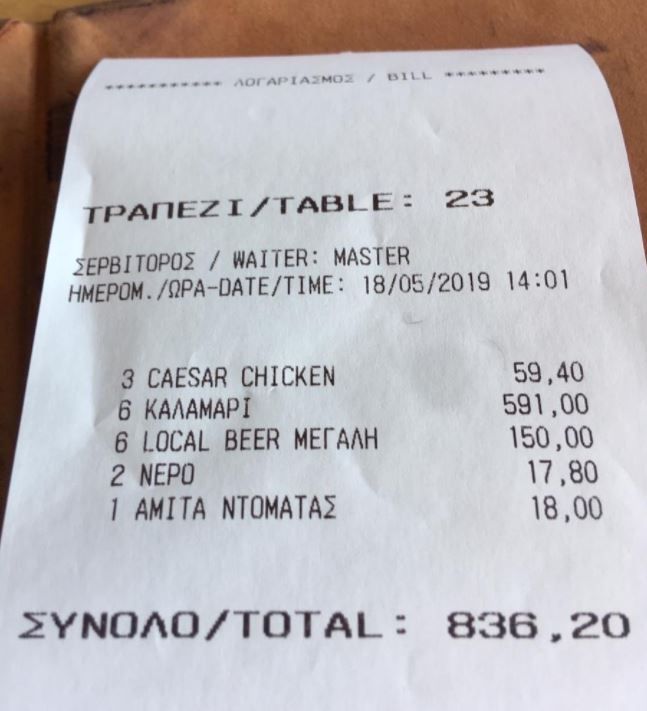 *********** ΛΟΓΑΡΙΑΣΜΟΣ / BILL *********
ΤΡΑΠΕΖΙ/TABLE: 23
ΣΕΡΒΙΤΟΡΟΣ / WAITER: MASTER
ΗΜΕΡΟΜ./ΩΡΑ-DATE/TIME: 18/05/2019 14:01
3 CAESAR CHICKEN 59,40
6 ΚΑΛΑΜΑΡΙ 591,00
6 LOCAL BEER ΜΕΓΑΛΗ 150,00
2 ΝΕΡΟ 17,80
1 ΑΜΙΤΑ ΝΤΟΜΑΤΑΣ 18,00
ΣΥΝΟΛΟ/TOTAL: 836,20